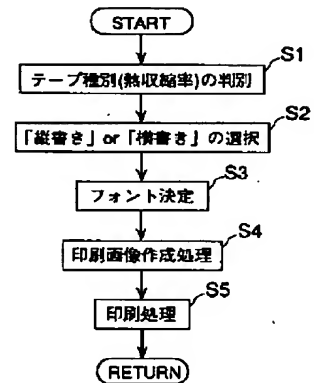 START
S1
テープ種別(熱収縮率)の判別
S2
「縦書き」or「横書き」の選択
S3
フォント決定
S4
印刷画像作成処理
S5
印刷処理
RETURN